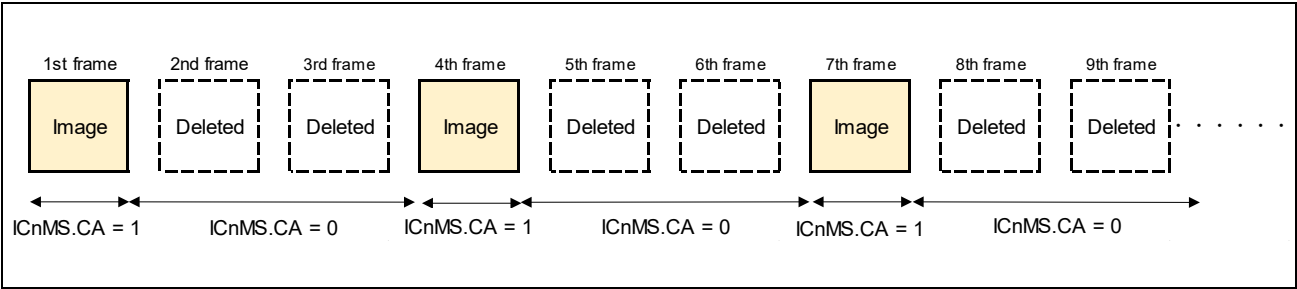 1st frame 2nd frame 3rd frame 4th frame 5th frame 6th frame 7th frame 8th frame 9th frame
Image Deleted Deleted Image Deleted Deleted Image Deleted Deleted ......
ICnMS.CA = 1 ICnMS.CA = 0 ICnMS.CA = 1 ICnMS.CA = 0 ICnMS.CA = 1 ICnMS.CA = 0